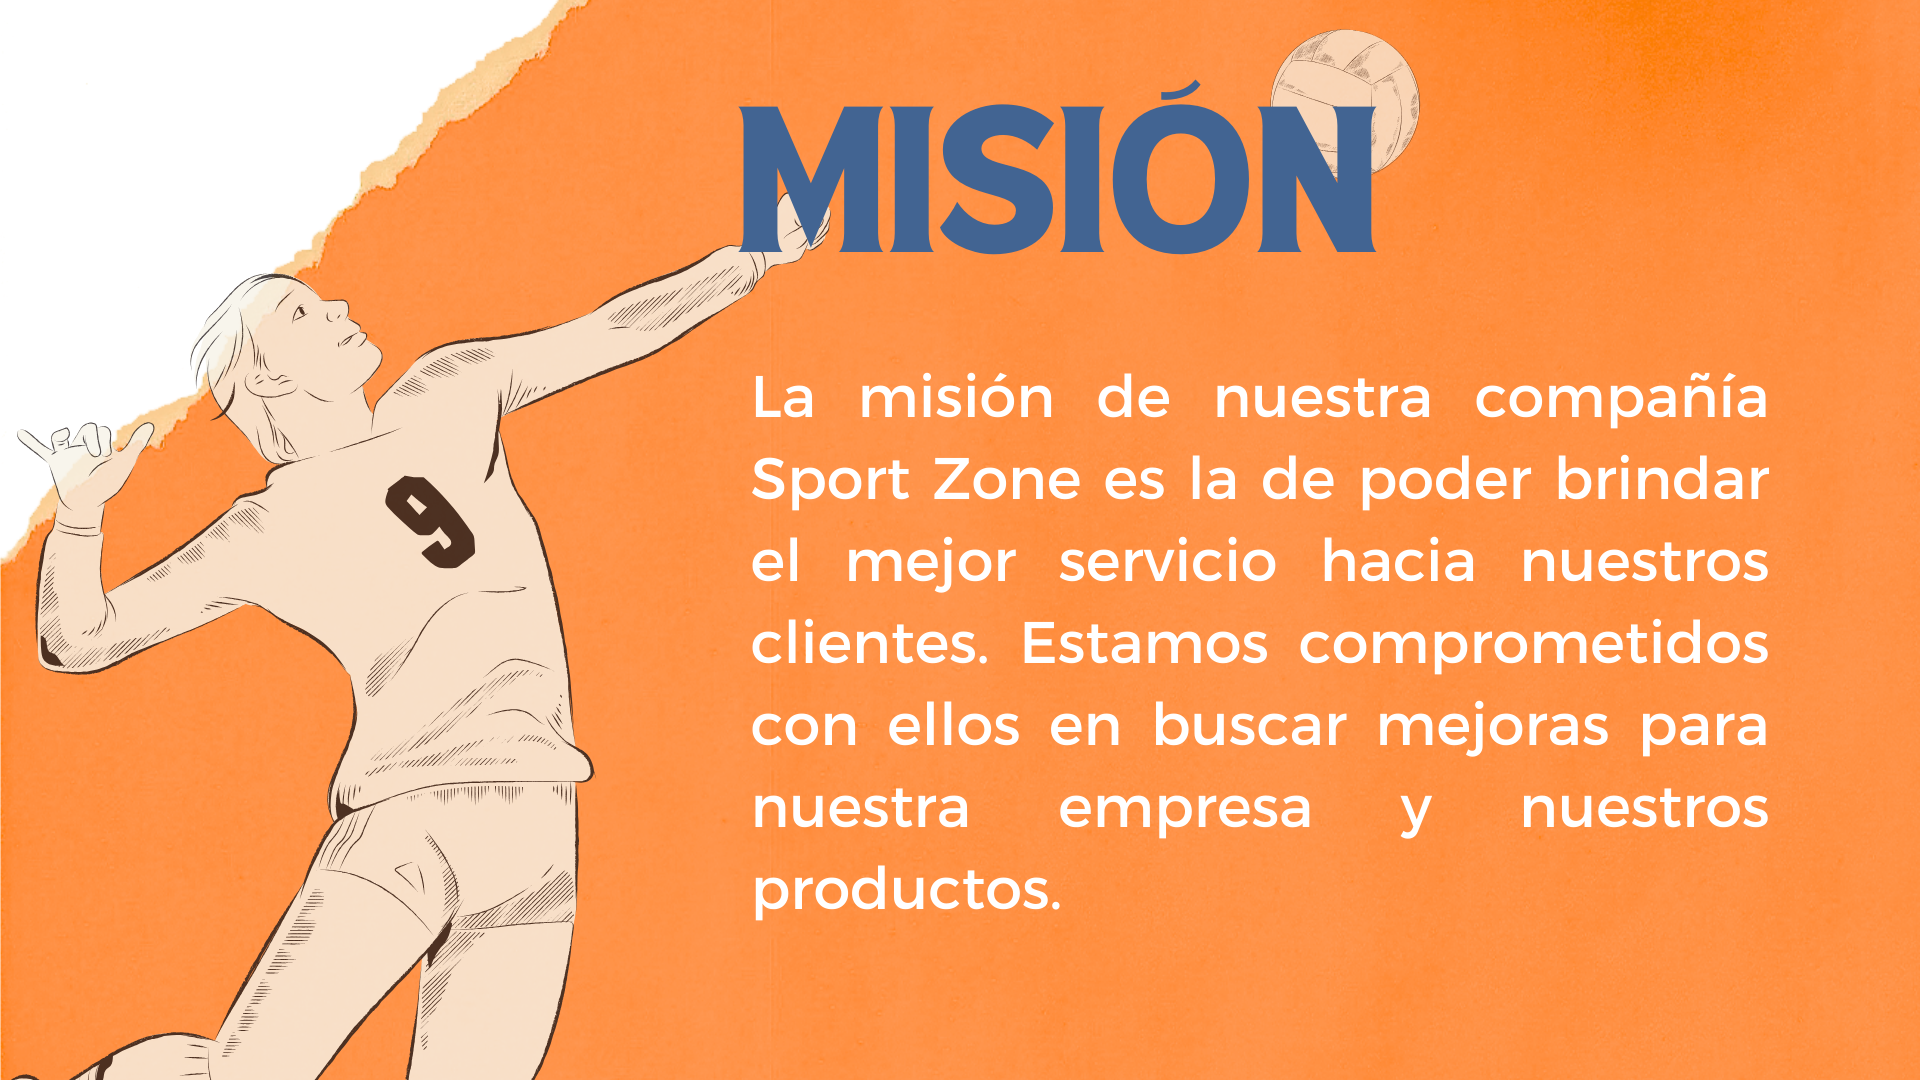 MISIÓN
La misión de nuestra compañía
Sport Zone es la de poder brindar
el mejor servicio hacia nuestros
clientes. Estamos comprometidos
con ellos en buscar mejoras para
nuestra empresa y nuestros
productos.
9